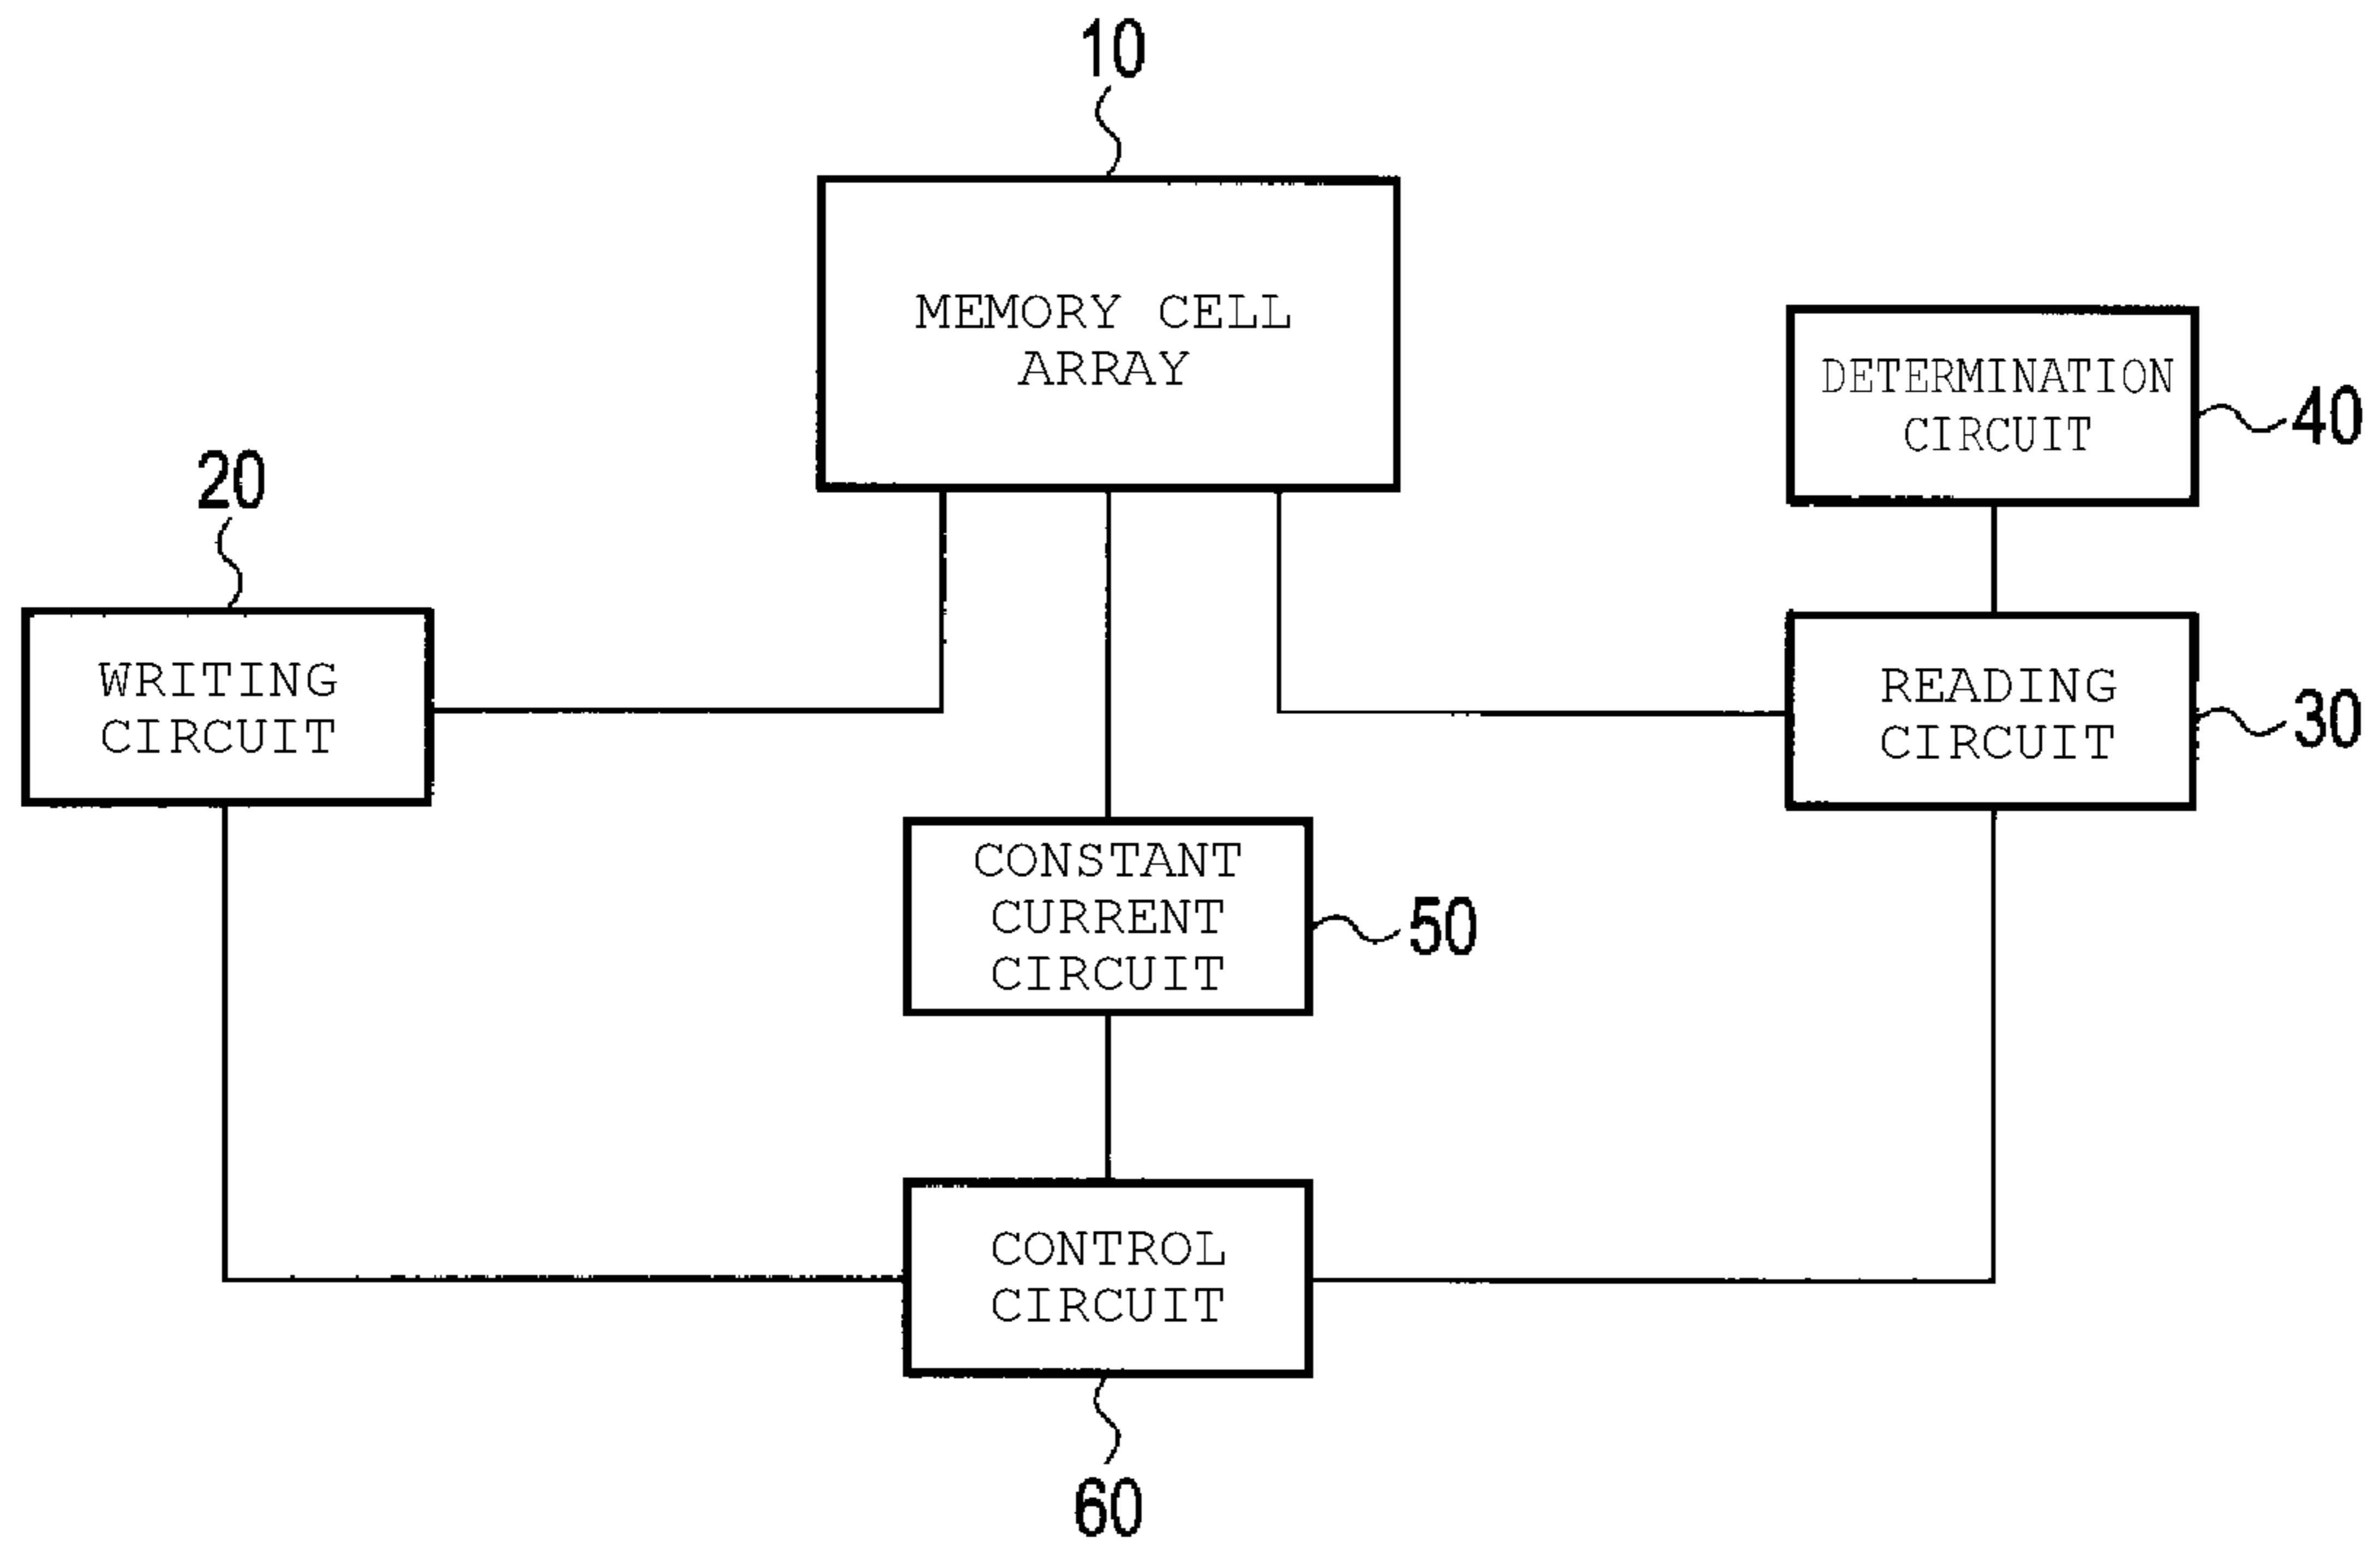 10
MEMORY CELL
ARRAY
DETERMINATION
CIRCUIT
40
20
WRITING
CIRCUIT
READING
CIRCUIT
30
CONSTANT
CURRENT
CIRCUIT
50
CONTROL
CIRCUIT
60